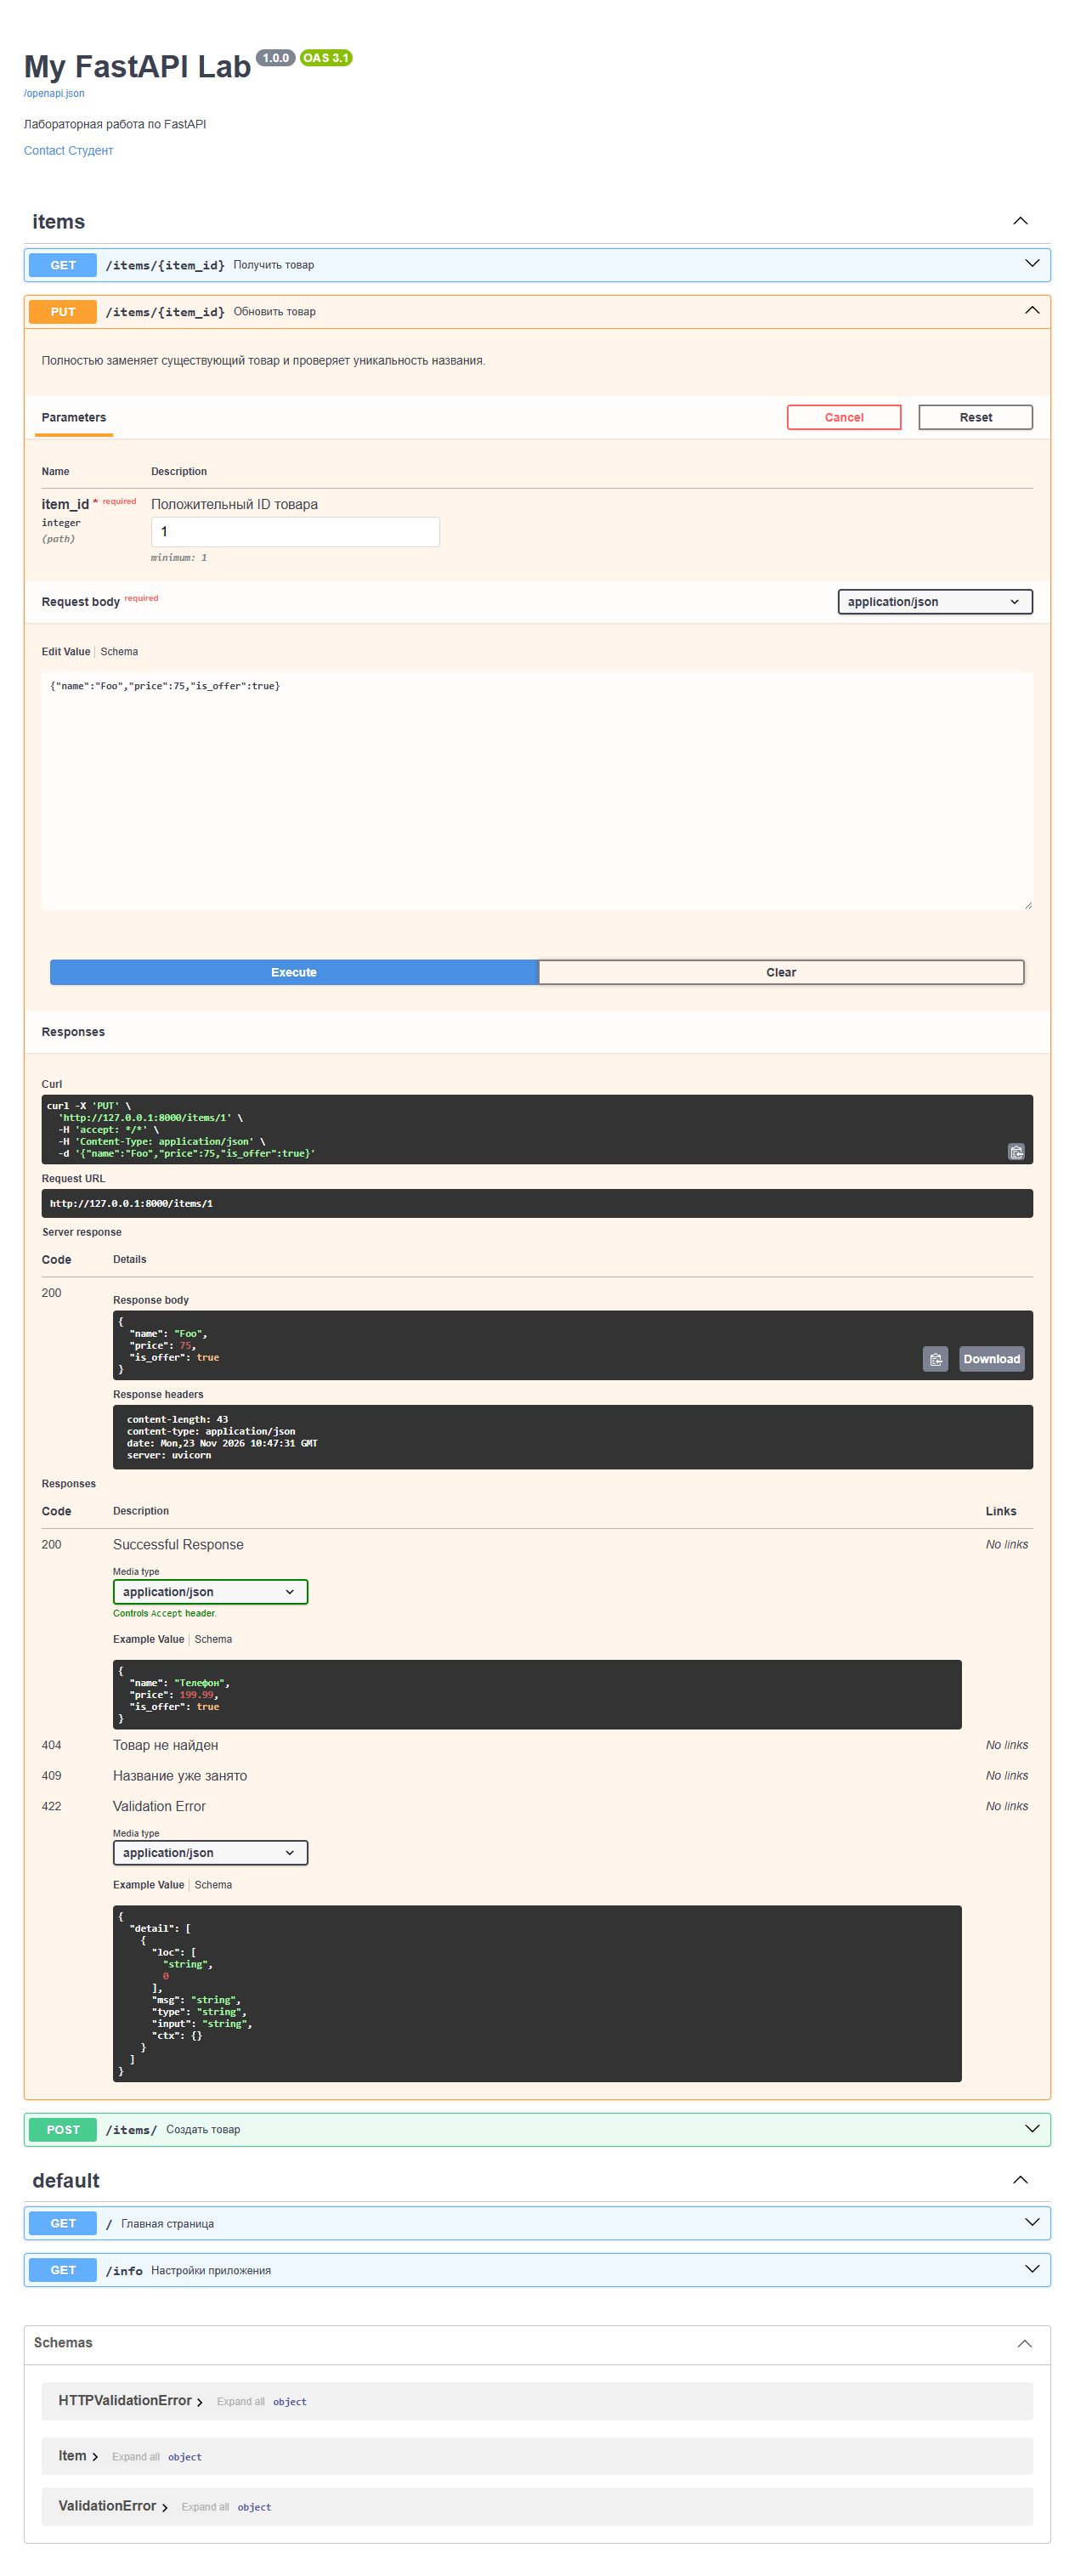 My FastAPI Lab 1.0.0 OAS 3.1
/openapi.json
Лабораторная работа по FastAPI
Contact Студент
items
GET /items/{item_id} Получить товар
PUT /items/{item_id} Обновить товар
Полностью заменяет существующий товар и проверяет уникальность названия.
Parameters Cancel Reset
Name Description
item_id * required Положительный ID товара
integer 1
(path)
minimum: 1
Request body required application/json
Edit Value | Schema
{"name":"Foo","price":75,"is_offer":true}
Execute Clear
Responses
Curl
curl -X 'PUT' \
'http://127.0.0.1:8000/items/1' \
-H 'accept: */*' \
-H 'Content-Type: application/json' \
-d '{"name":"Foo","price":75,"is_offer":true}'
Request URL
http://127.0.0.1:8000/items/1
Server response
Code Details
200
Response body
{
"name": "Foo",
"price": 75,
"is_offer": true
}
Download
Response headers
content-length: 43
content-type: application/json
date: Mon,23 Nov 2026 10:47:31 GMT
server: uvicorn
Responses
Code Description Links
200 Successful Response No links
Media type
application/json
Controls Accept header.
Example Value | Schema
{
"name": "Телефон",
"price": 199.99,
"is_offer": true
}
404 Товар не найден No links
409 Название уже занято No links
422 Validation Error No links
Media type
application/json
Example Value | Schema
{
"detail": [
{
"loc": [
"string",
0
],
"msg": "string",
"type": "string",
"input": "string",
"ctx": {}
}
]
}
POST /items/ Создать товар
default
GET / Главная страница
GET /info Настройки приложения
Schemas
HTTPValidationError Expand all object
Item Expand all object
ValidationError Expand all object